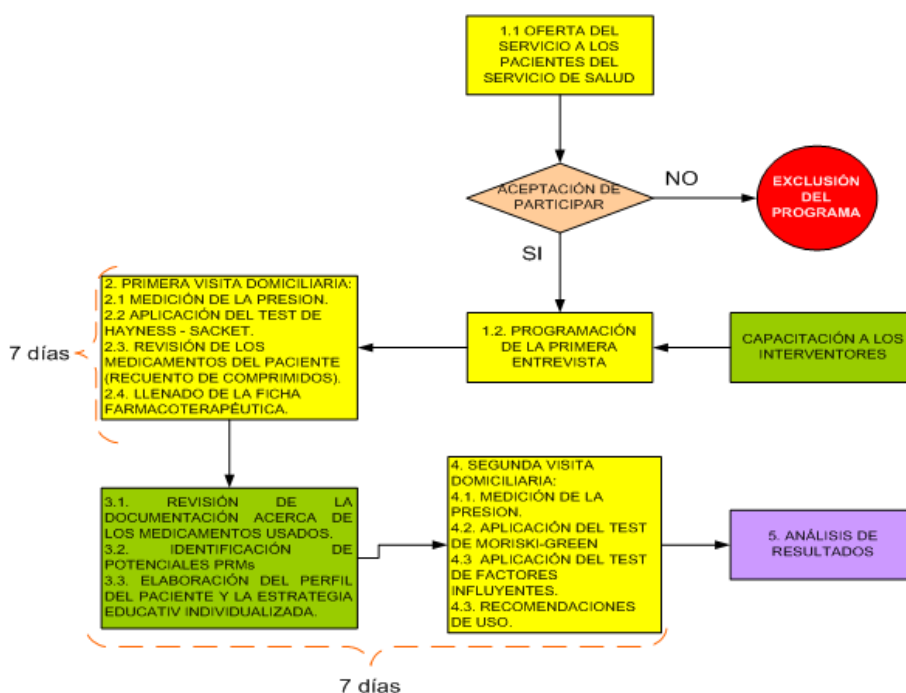 1.1 OFERTA DEL
SERVICIO A LOS
PACIENTES DEL
SERVICIO DE SALUD
ACEPTACIÓN DE
PARTICIPAR
NO
EXCLUSIÓN
DEL
PROGRAMA
SI
1.2. PROGRAMACIÓN
DE LA PRIMERA
ENTREVISTA
CAPACITACIÓN A LOS
INTERVENTORES
7 días
2. PRIMERA VISITA DOMICILIARIA:
2.1 MEDICIÓN DE LA PRESION.
2.2 APLICACIÓN DEL TEST DE
HAYNESS - SACKET.
2.3. REVISIÓN DE LOS
MEDICAMENTOS DEL PACIENTE
(RECUENTO DE COMPRIMIDOS).
2.4. LLENADO DE LA FICHA
FARMACOTERAPÉUTICA.
3.1. REVISIÓN DE LA
DOCUMENTACIÓN ACERCA DE
LOS MEDICAMENTOS USADOS.
3.2. IDENTIFICACIÓN DE
POTENCIALES PRMs
3.3. ELABORACIÓN DEL PERFIL
DEL PACIENTE Y LA ESTRATEGIA
EDUCATIV INDIVIDUALIZADA.
4. SEGUNDA VISITA
DOMICILIARIA:
4.1. MEDICIÓN DE LA
PRESION.
4.2. APLICACIÓN DEL TEST
DE MORISKI-GREEN
4.3 APLICACIÓN DEL TEST
DE FACTORES
INFLUYENTES.
4.3. RECOMENDACIONES
DE USO.
5. ANÁLISIS DE
RESULTADOS
7 días